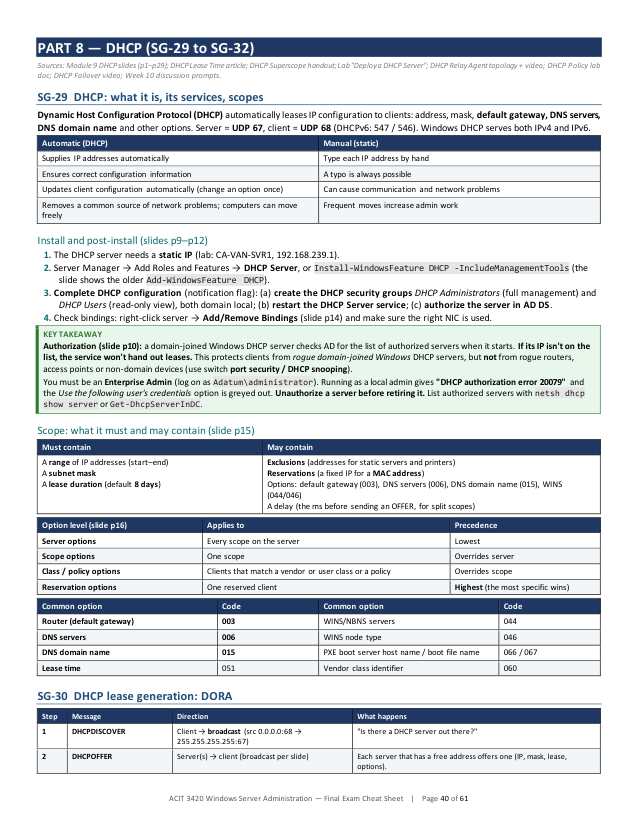 PART 8 — DHCP (SG-29 to SG-32)
Sources: Module 9 DHCP slides (p1–p29); DHCP Lease Time article; DHCP Superscope handout; Lab "Deploy a DHCP Server"; DHCP Relay Agent topology + video; DHCP Policy lab
doc; DHCP Failover video; Week 10 discussion prompts.
SG-29 DHCP: what it is, its services, scopes
Dynamic Host Configuration Protocol (DHCP) automatically leases IP configuration to clients: address, mask, default gateway, DNS servers,
DNS domain name and other options. Server = UDP 67, client = UDP 68 (DHCPv6: 547 / 546). Windows DHCP serves both IPv4 and IPv6.
Automatic (DHCP) Manual (static)
Supplies IP addresses automatically Type each IP address by hand
Ensures correct configuration information A typo is always possible
Updates client configuration automatically (change an option once) Can cause communication and network problems
Removes a common source of network problems; computers can move Frequent moves increase admin work
freely
Install and post-install (slides p9–p12)
1. The DHCP server needs a static IP (lab: CA-VAN-SVR1, 192.168.239.1).
2. Server Manager → Add Roles and Features → DHCP Server, or Install-WindowsFeature DHCP -IncludeManagementTools (the
slide shows the older Add-WindowsFeature DHCP).
3. Complete DHCP configuration (notification flag): (a) create the DHCP security groups DHCP Administrators (full management) and
DHCP Users (read-only view), both domain local; (b) restart the DHCP Server service; (c) authorize the server in AD DS.
4. Check bindings: right-click server → Add/Remove Bindings (slide p14) and make sure the right NIC is used.
KEY TAKEAWAY
Authorization (slide p10): a domain-joined Windows DHCP server checks AD for the list of authorized servers when it starts. If its IP isn't on the
list, the service won't hand out leases. This protects clients from rogue domain-joined Windows DHCP servers, but not from rogue routers,
access points or non-domain devices (use switch port security / DHCP snooping).
You must be an Enterprise Admin (log on as Adatum\administrator). Running as a local admin gives "DHCP authorization error 20079" and
the Use the following user's credentials option is greyed out. Unauthorize a server before retiring it. List authorized servers with netsh dhcp
show server or Get-DhcpServerInDC.
Scope: what it must and may contain (slide p15)
Must contain May contain
A range of IP addresses (start–end) Exclusions (addresses for static servers and printers)
A subnet mask Reservations (a fixed IP for a MAC address)
A lease duration (default 8 days) Options: default gateway (003), DNS servers (006), DNS domain name (015), WINS
(044/046)
A delay (the ms before sending an OFFER, for split scopes)
Option level (slide p16) Applies to Precedence
Server options Every scope on the server Lowest
Scope options One scope Overrides server
Class / policy options Clients that match a vendor or user class or a policy Overrides scope
Reservation options One reserved client Highest (the most specific wins)
Common option Code Common option Code
Router (default gateway) 003 WINS/NBNS servers 044
DNS servers 006 WINS node type 046
DNS domain name 015 PXE boot server host name / boot file name 066 / 067
Lease time 051 Vendor class identifier 060
SG-30 DHCP lease generation: DORA
Step Message Direction What happens
1 DHCPDISCOVER Client → broadcast (src 0.0.0.0:68 → "Is there a DHCP server out there?"
255.255.255.255:67)
2 DHCPOFFER Server(s) → client (broadcast per slide) Each server that has a free address offers one (IP, mask, lease,
options).
ACIT 3420 Windows Server Administration — Final Exam Cheat Sheet | Page 40 of 61